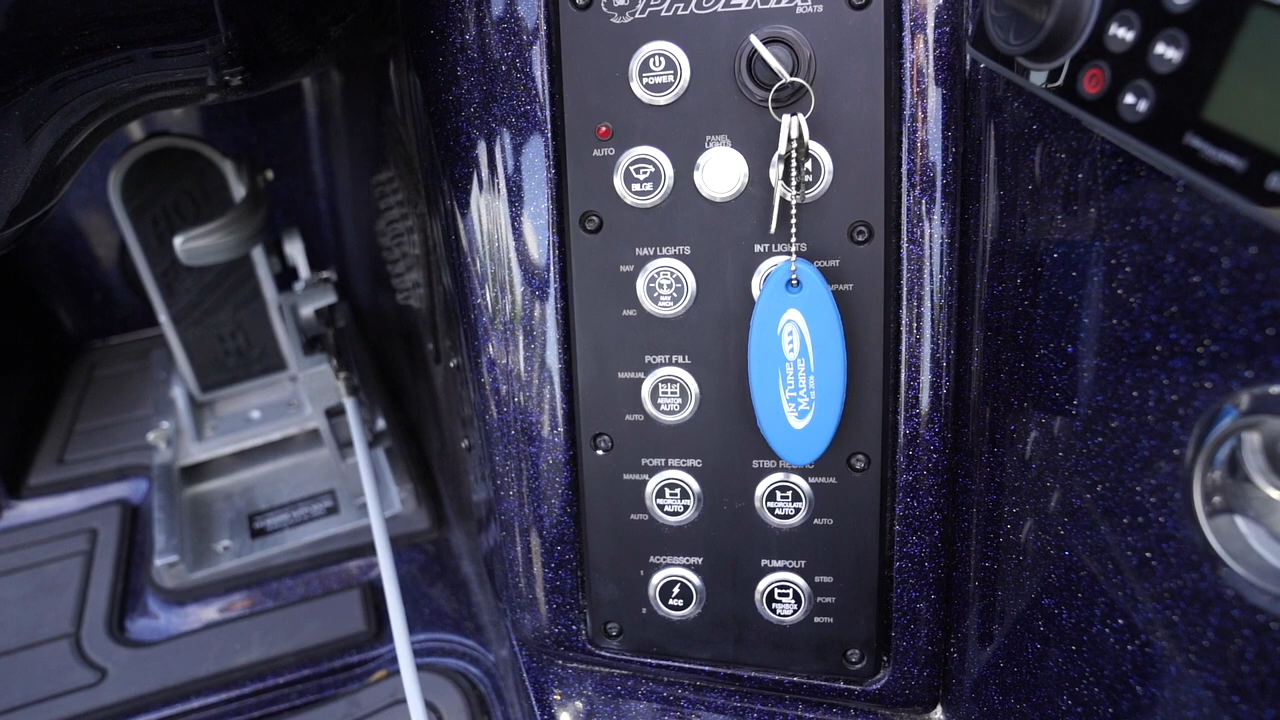 PHOENIX
BOATS
POWER
AUTO
BILGE
PANEL
LIGHTS
NAV LIGHTS
NAV
NAV
ANCH
ANC
INT LIGHTS
COURT
PORT FILL
MANUAL
AERATOR
AUTO
AUTO
IN TUNE
MARINE
est. 2006
PORT RECIRC
MANUAL
RECIRCULATE
AUTO
AUTO
STBD RECIRC
MANUAL
RECIRCULATE
AUTO
AUTO
ACCESSORY
1
ACC
2
PUMPOUT
STBD
FISHBOX
PUMP
PORT
BOTH